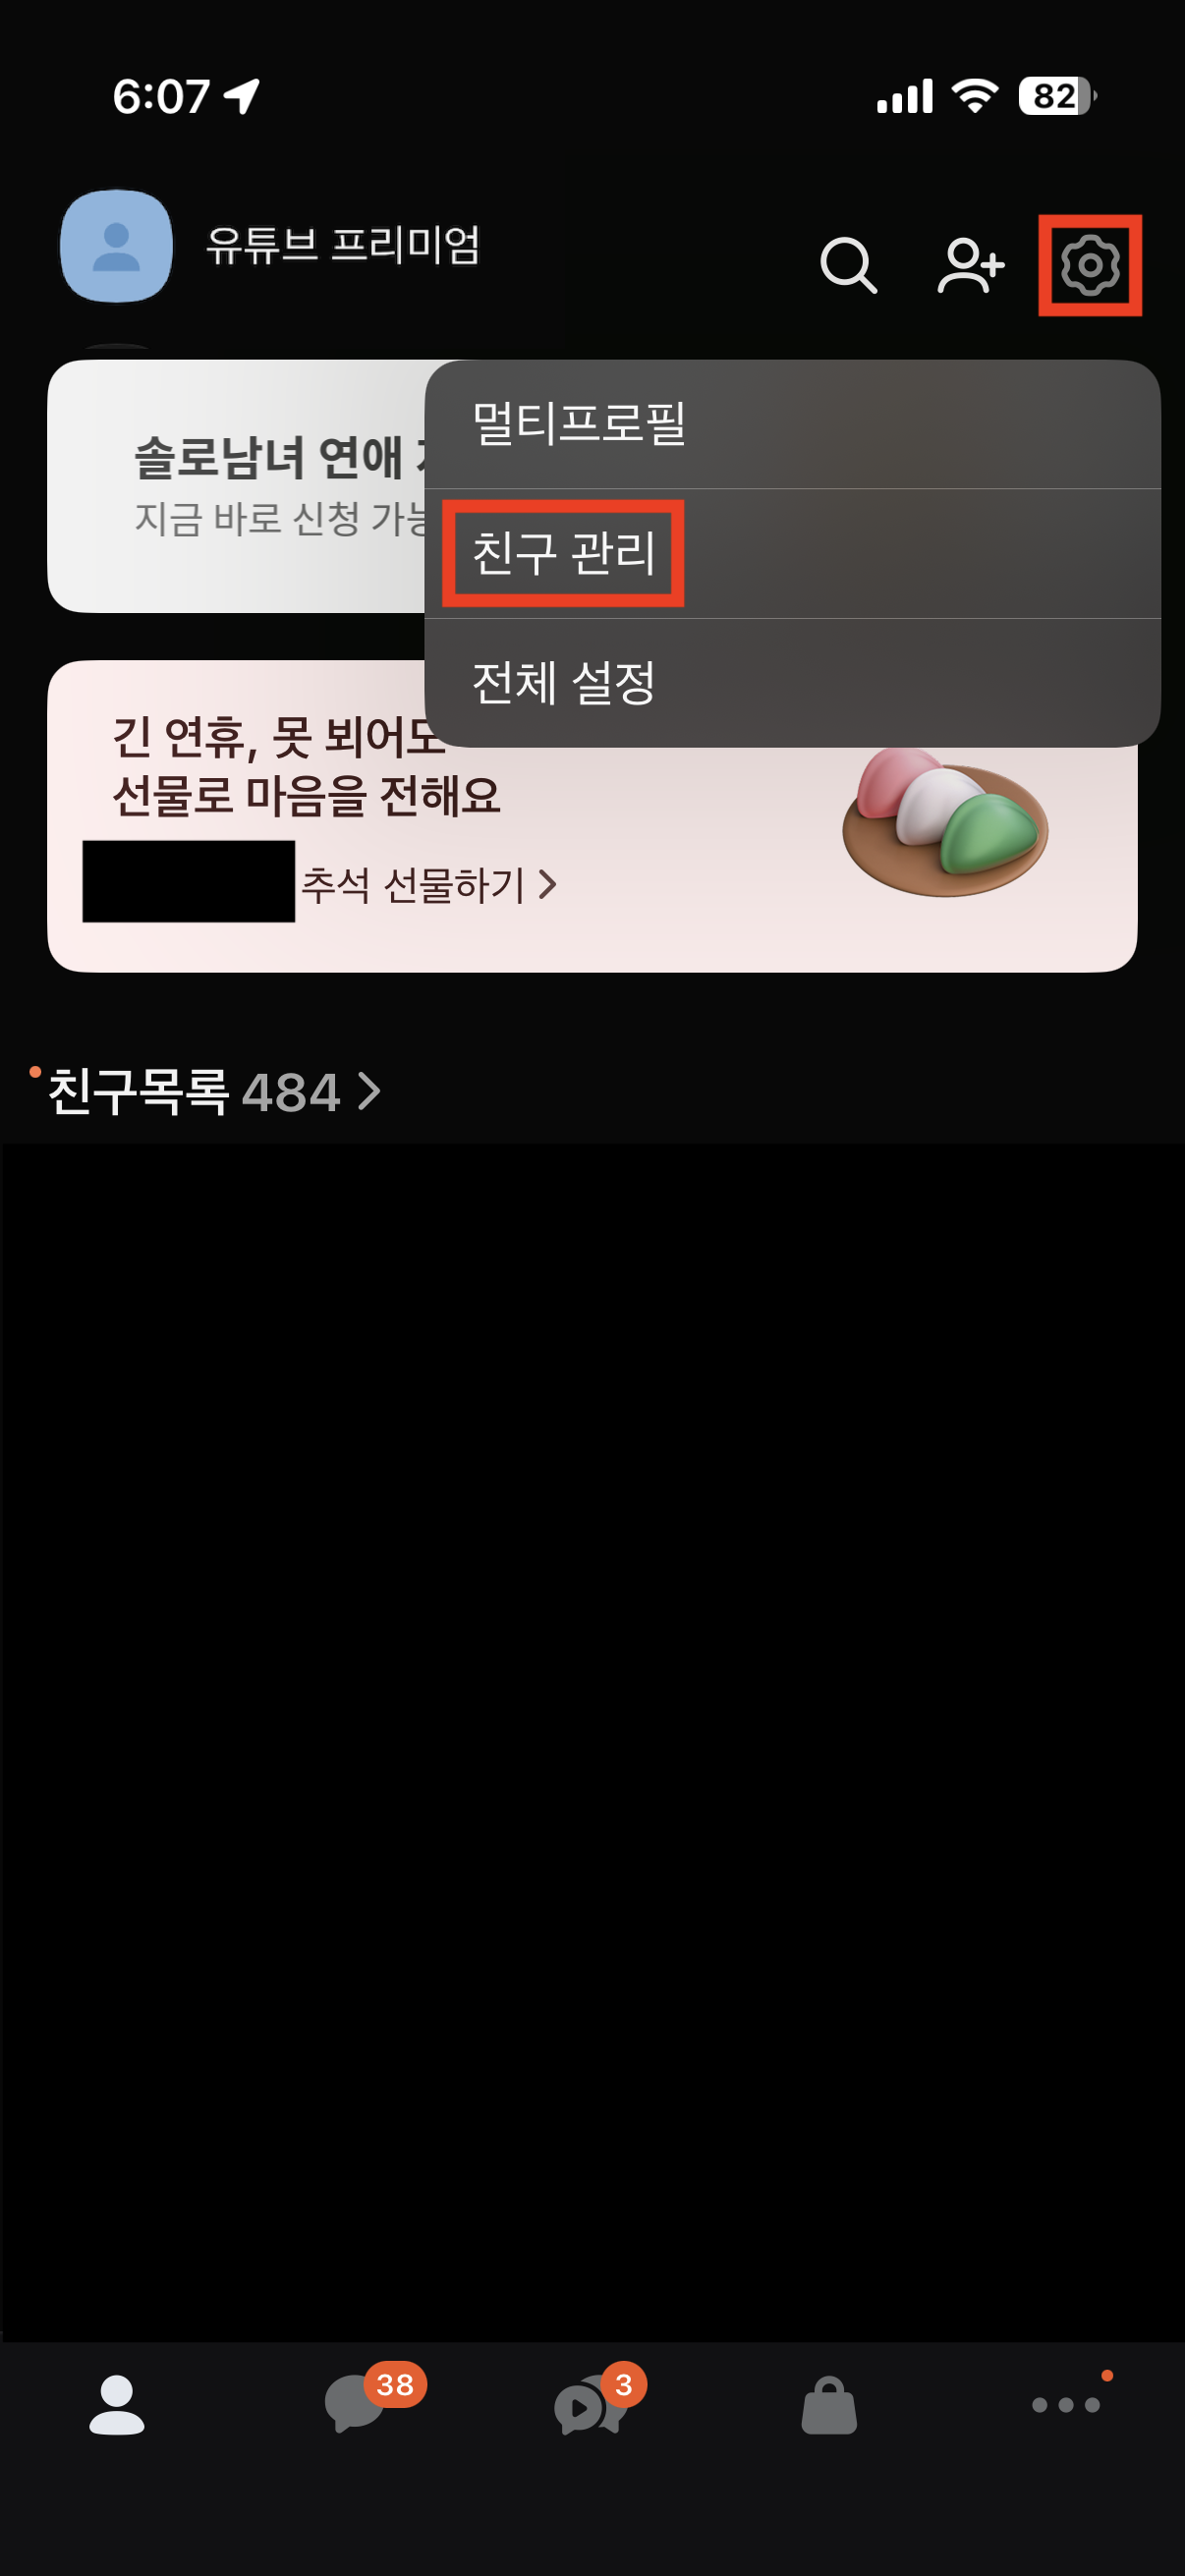 6:07
82
유튜브 프리미엄
멀티프로필
솔로남녀 연애
지금 바로 신청
친구 관리
전체 설정
긴 연휴, 못 뵈어도
선물로 마음을 전해요
추석 선물하기
친구목록 484
38
3